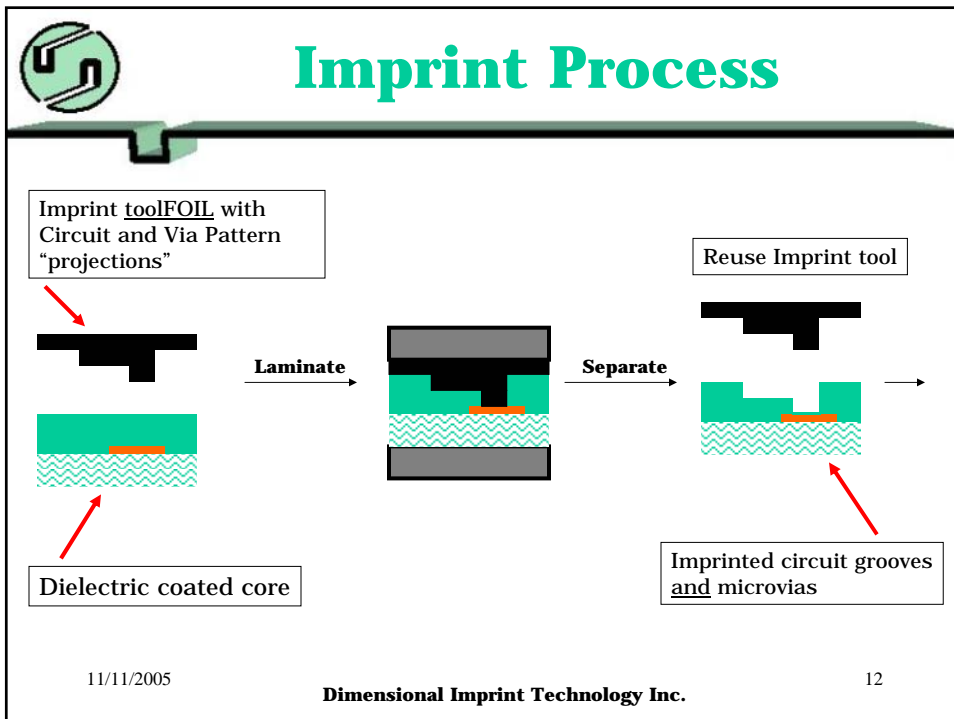 Imprint Process
Imprint toolFOIL with
Circuit and Via Pattern
“projections”
Reuse Imprint tool
Laminate
Separate
Dielectric coated core
Imprinted circuit grooves
and microvias
11/11/2005
Dimensional Imprint Technology Inc.
12